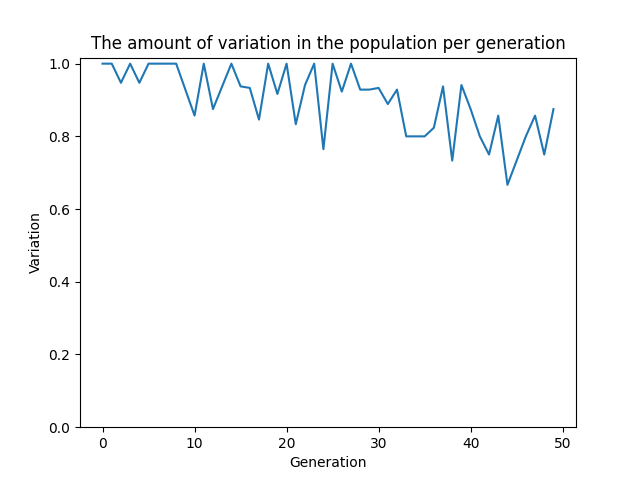 The amount of variation in the population per generation
1.0
0.8
0.6
0.4
0.2
0.0
Variation
0 10 20 30 40 50
Generation